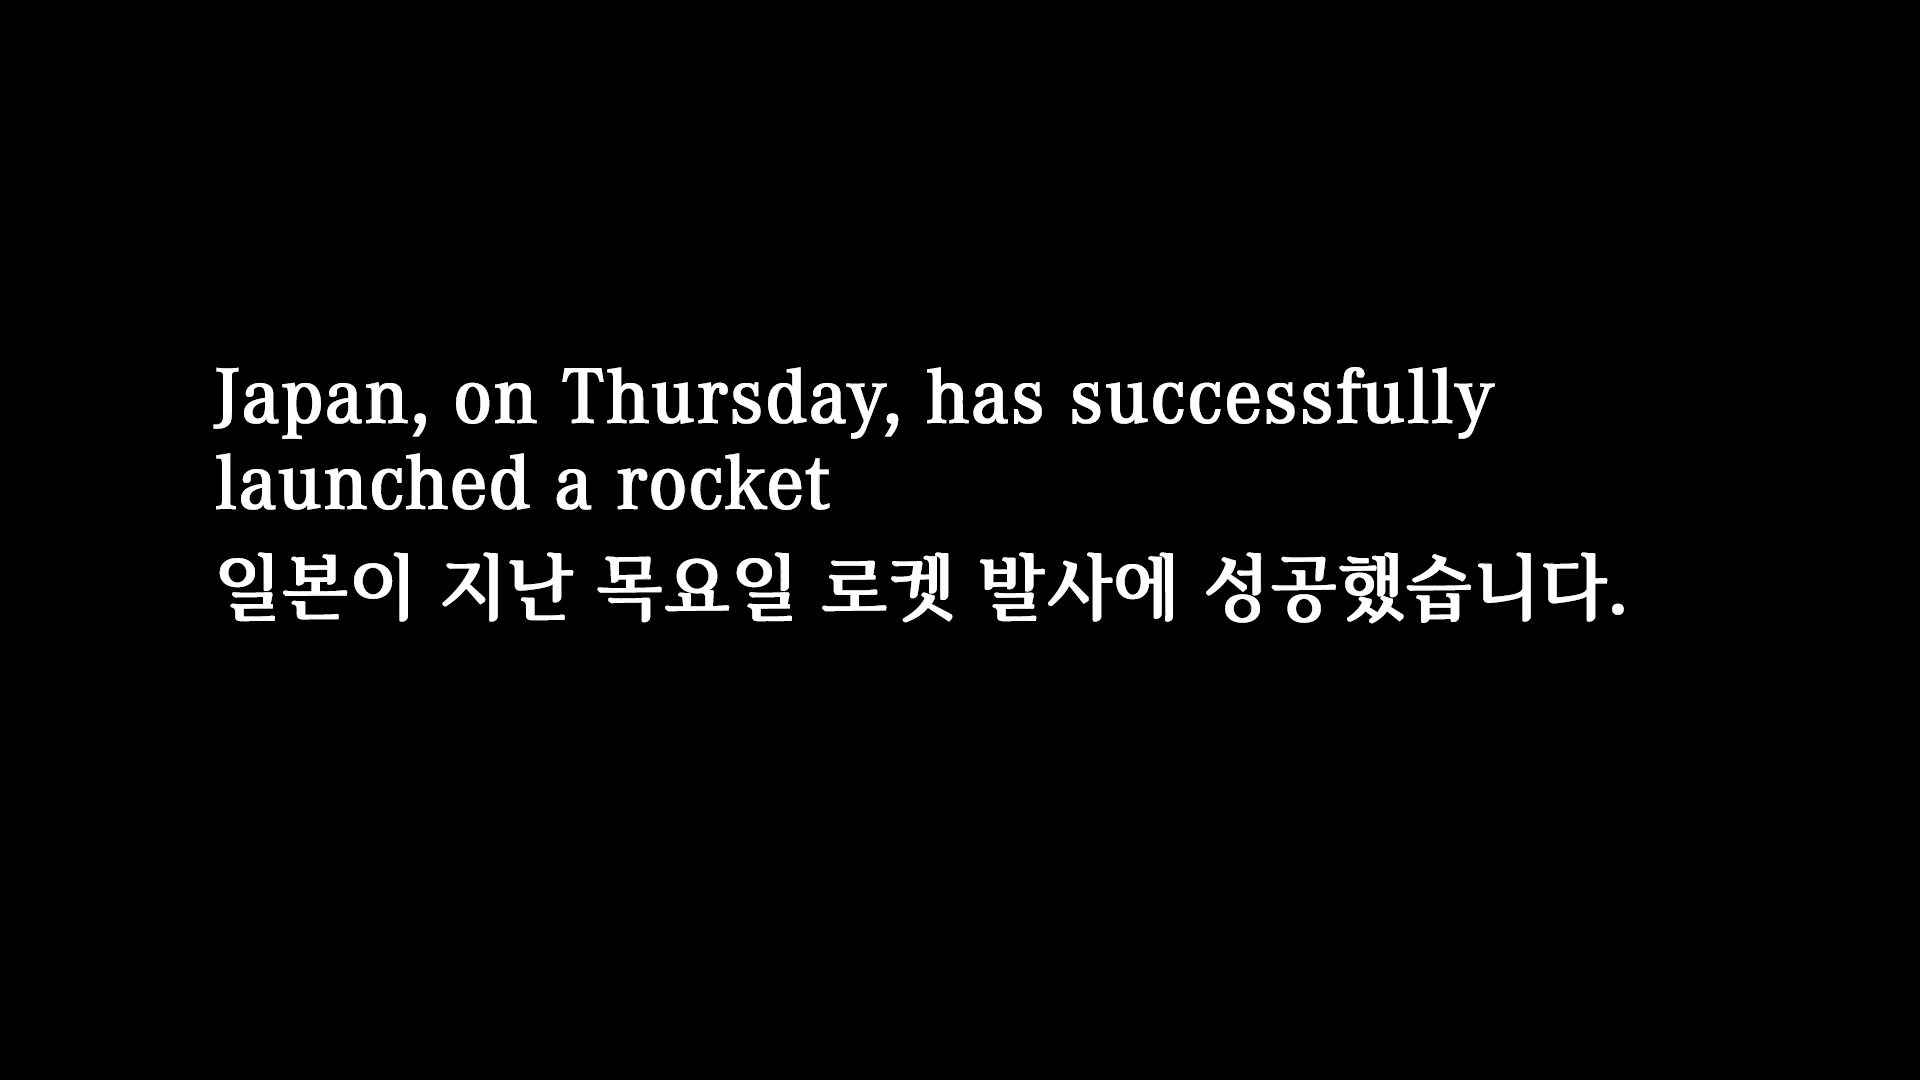 Japan, on Thursday, has successfully
launched a rocket
일본이 지난 목요일 로켓 발사에 성공했습니다.